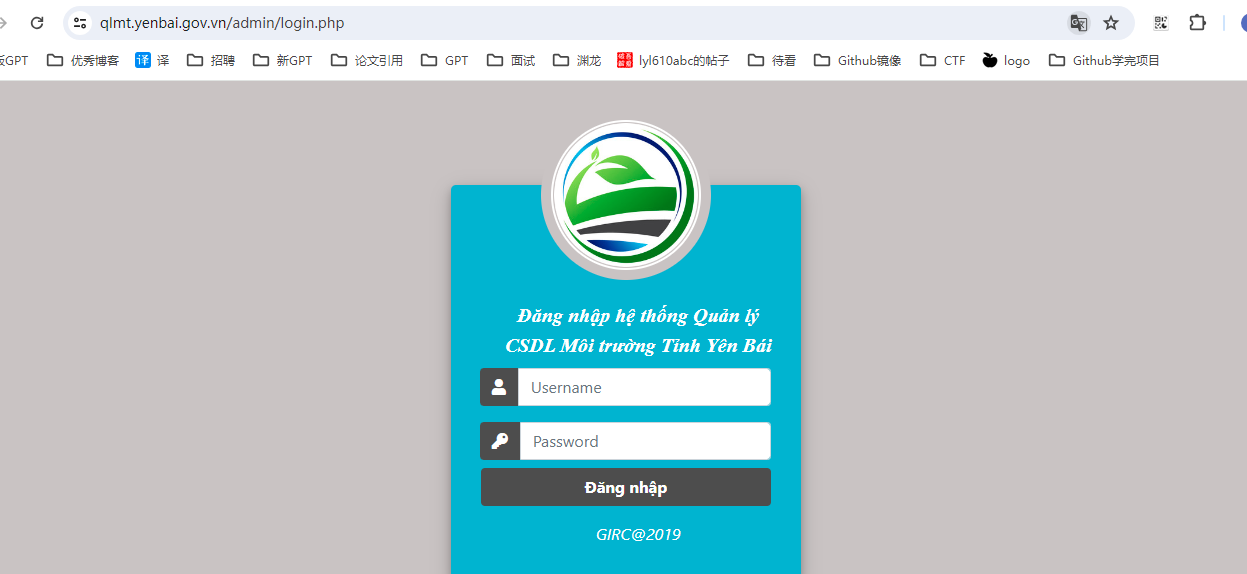 qlmt.yenbai.gov.vn/admin/login.php
版GPT 优秀博客 译 译 招聘 新GPT 论文引用 GPT 面试 渊龙 lyl610abc的帖子 待看 Github镜像 CTF logo Github学完项目
Đăng nhập hệ thống Quản lý
CSDL Môi trường Tỉnh Yên Bái
Username
Password
Đăng nhập
GIRC@2019